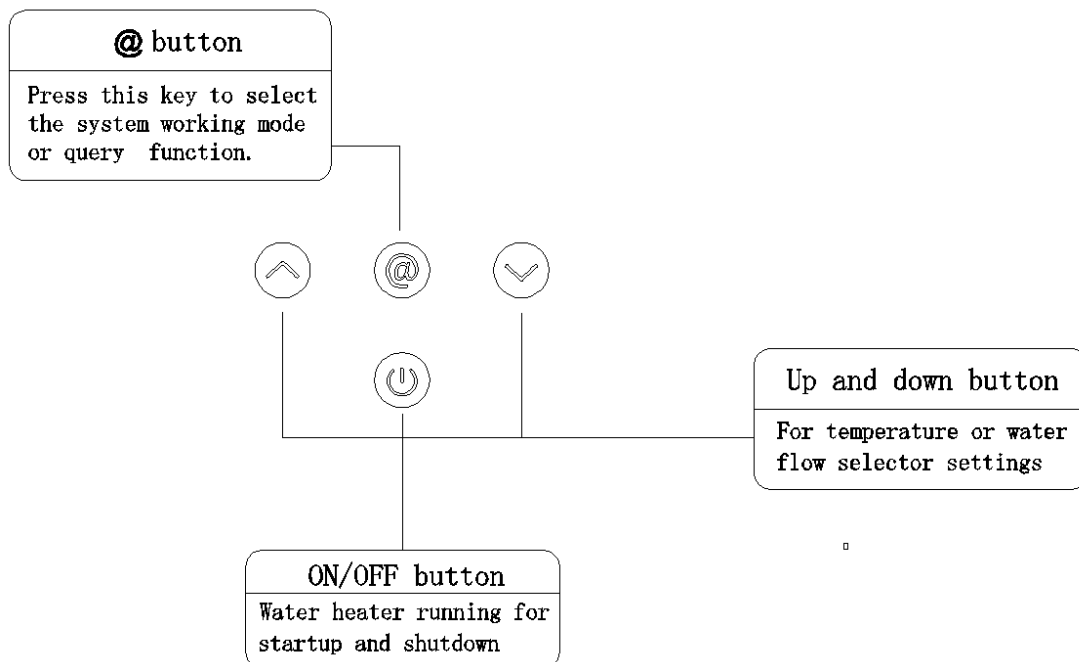 @ button
Press this key to select
the system working mode
or query function.
@
Up and down button
For temperature or water
flow selector settings
ON/OFF button
Water heater running for
startup and shutdown